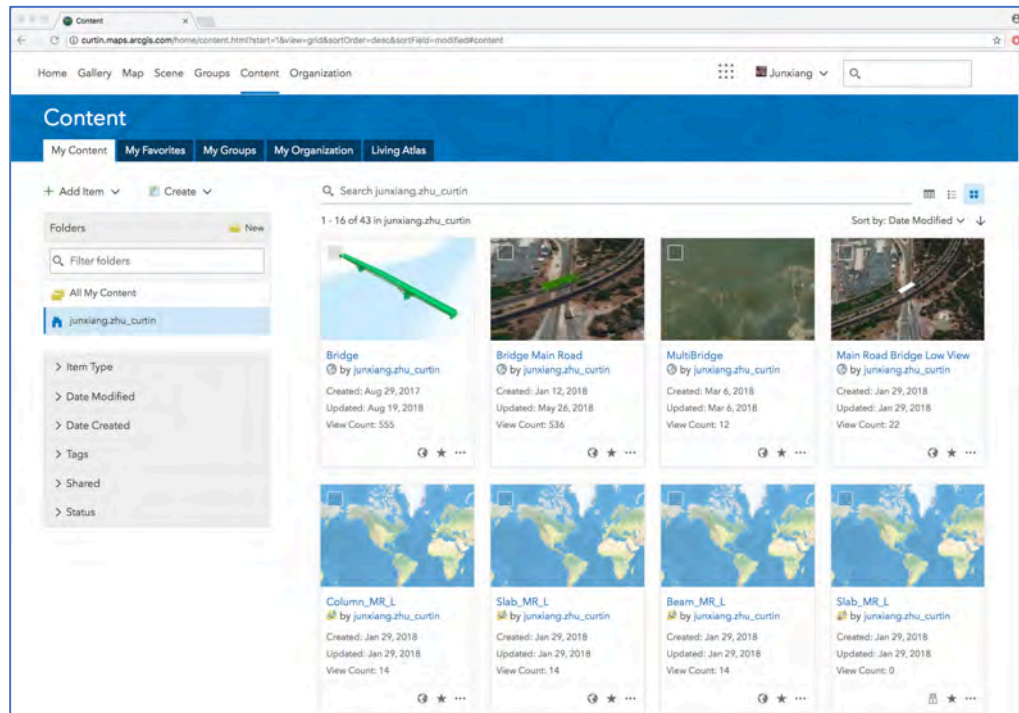 Content
curtin.maps.arcgis.com/home/content.html?start=1&view=grid&sortOrder=desc&sortField=modified#content
Home Gallery Map Scene Groups Content Organization Junxiang
Content
My Content My Favorites My Groups My Organization Living Atlas
+ Add Item Create Search junxiang.zhu_curtin
Folders New 1 - 16 of 43 in junxiang.zhu_curtin Sort by: Date Modified
Filter folders
All My Content
junxiang.zhu_curtin
Bridge Bridge Main Road MultiBridge Main Road Bridge Low View
by junxiang.zhu_curtin by junxiang.zhu_curtin by junxiang.zhu_curtin by junxiang.zhu_curtin
Created: Aug 29, 2017 Created: Jan 12, 2018 Created: Mar 6, 2018 Created: Jan 29, 2018
Updated: Aug 19, 2018 Updated: May 26, 2018 Updated: Mar 6, 2018 Updated: Jan 29, 2018
View Count: 555 View Count: 536 View Count: 12 View Count: 22
> Item Type
> Date Modified
> Date Created
> Tags
> Shared
> Status
Column_MR_L Slab_MR_L Beam_MR_L Slab_MR_L
by junxiang.zhu_curtin by junxiang.zhu_curtin by junxiang.zhu_curtin by junxiang.zhu_curtin
Created: Jan 29, 2018 Created: Jan 29, 2018 Created: Jan 29, 2018 Created: Jan 29, 2018
Updated: Jan 29, 2018 Updated: Jan 29, 2018 Updated: Jan 29, 2018 Updated: Jan 29, 2018
View Count: 14 View Count: 14 View Count: 14 View Count: 0